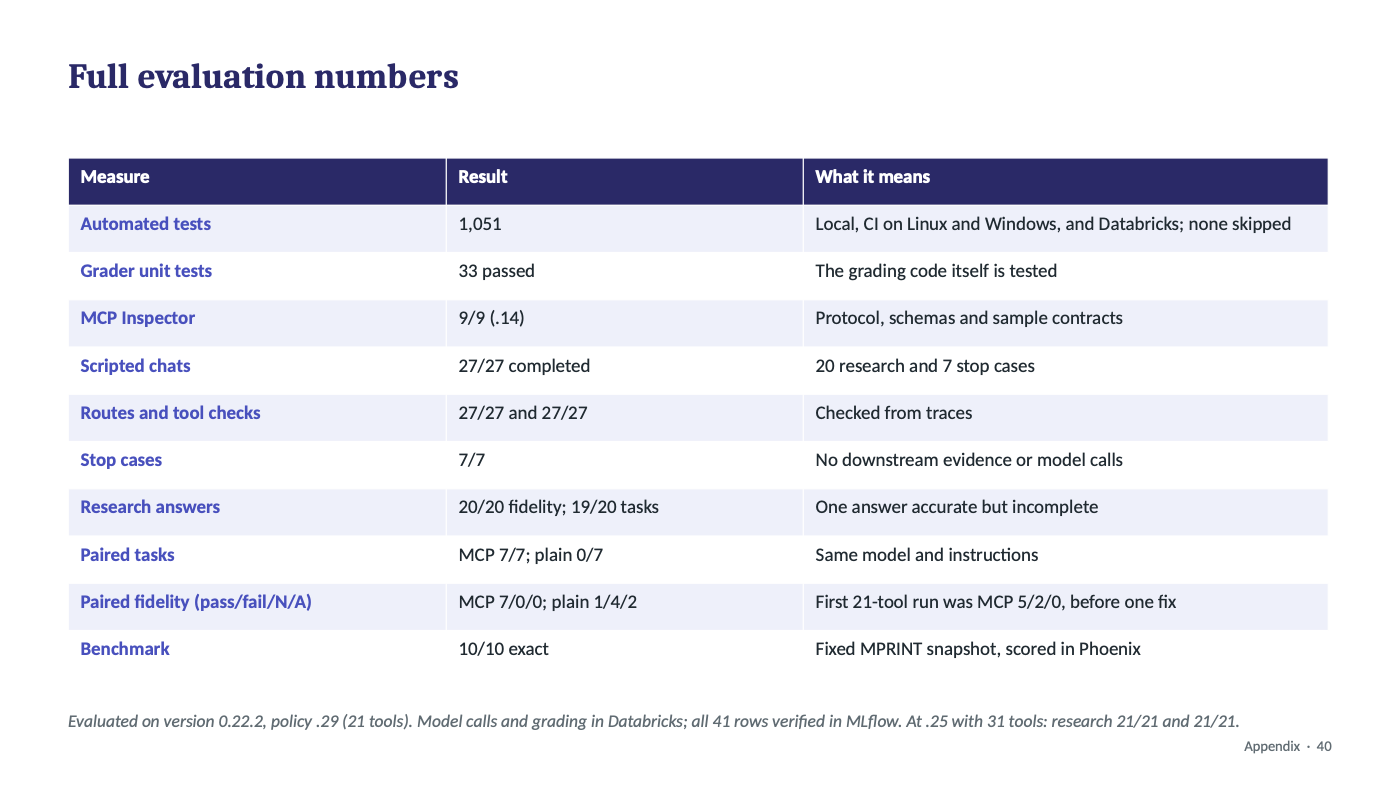 Full evaluation numbers
Measure Result What it means
Automated tests 1,051 Local, CI on Linux and Windows, and Databricks; none skipped
Grader unit tests 33 passed The grading code itself is tested
MCP Inspector 9/9 (.14) Protocol, schemas and sample contracts
Scripted chats 27/27 completed 20 research and 7 stop cases
Routes and tool checks 27/27 and 27/27 Checked from traces
Stop cases 7/7 No downstream evidence or model calls
Research answers 20/20 fidelity; 19/20 tasks One answer accurate but incomplete
Paired tasks MCP 7/7; plain 0/7 Same model and instructions
Paired fidelity (pass/fail/N/A) MCP 7/0/0; plain 1/4/2 First 21-tool run was MCP 5/2/0, before one fix
Benchmark 10/10 exact Fixed MPRINT snapshot, scored in Phoenix
Evaluated on version 0.22.2, policy .29 (21 tools). Model calls and grading in Databricks; all 41 rows verified in MLflow. At .25 with 31 tools: research 21/21 and 21/21.
Appendix · 40